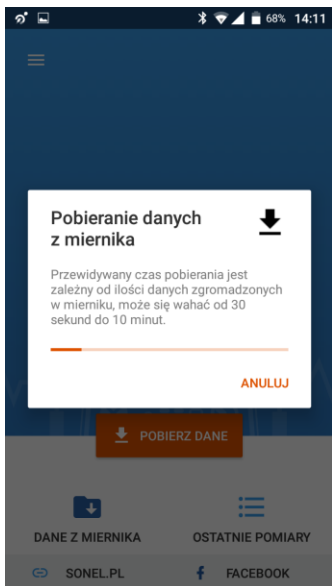 68% 14:11
Pobieranie danych
z miernika
Przewidywany czas pobierania jest
zależny od ilości danych zgromadzonych
w mierniku, może się wahać od 30
sekund do 10 minut.
ANULUJ
POBIERZ DANE
DANE Z MIERNIKA OSTATNIE POMIARY
SONEL.PL FACEBOOK